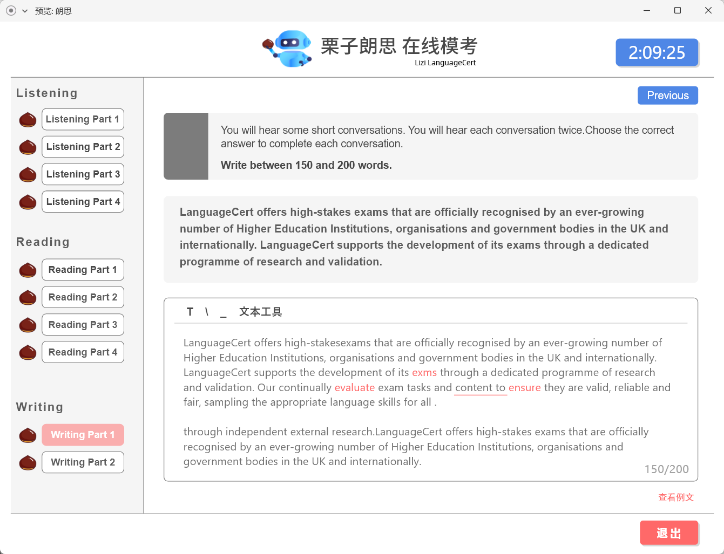 预览: 朗思
栗子朗思 在线模考
Lizi LanguageCert
2:09:25
Listening
Listening Part 1
Listening Part 2
Listening Part 3
Listening Part 4
Reading
Reading Part 1
Reading Part 2
Reading Part 3
Reading Part 4
Writing
Writing Part 1
Writing Part 2
Previous
You will hear some short conversations. You will hear each conversation twice.Choose the correct
answer to complete each conversation.
Write between 150 and 200 words.
LanguageCert offers high-stakes exams that are officially recognised by an ever-growing
number of Higher Education Institutions, organisations and government bodies in the UK and
internationally. LanguageCert supports the development of its exams through a dedicated
programme of research and validation.
T \ _ 文本工具
LanguageCert offers high-stakesexams that are officially recognised by an ever-growing number of
Higher Education Institutions, organisations and government bodies in the UK and internationally.
LanguageCert supports the development of its exms through a dedicated programme of research
and validation. Our continually evaluate exam tasks and content to ensure they are valid, reliable and
fair, sampling the appropriate language skills for all .
through independent external research.LanguageCert offers high-stakes exams that are officially
recognised by an ever-growing number of Higher Education Institutions, organisations and
government bodies in the UK and internationally.
150/200
查看例文
退出